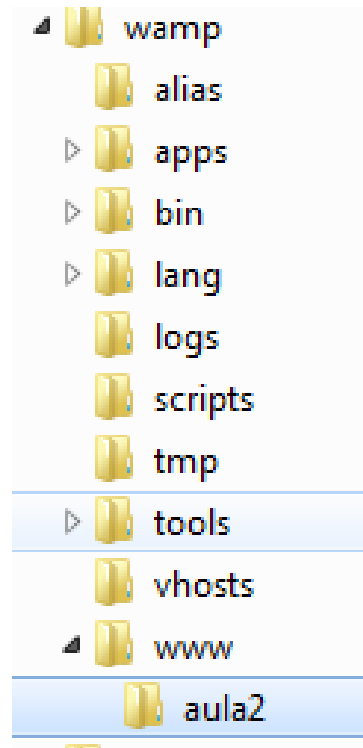 wamp
alias
apps
bin
lang
logs
scripts
tmp
tools
vhosts
www
aula2